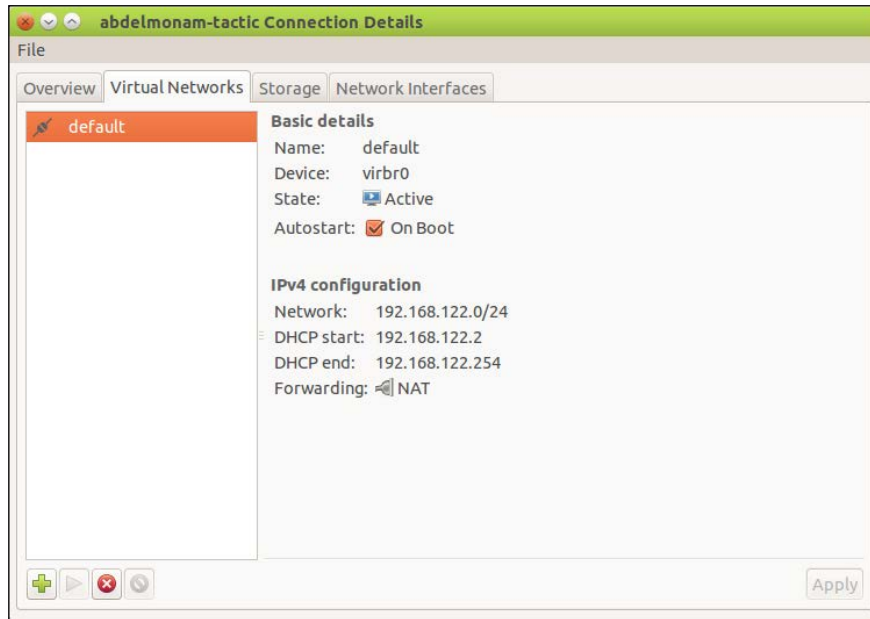 abdelmonam-tactic Connection Details
File
Overview Virtual Networks Storage Network Interfaces
default
Basic details
Name: default
Device: virbr0
State: Active
Autostart: On Boot
IPv4 configuration
Network: 192.168.122.0/24
DHCP start: 192.168.122.2
DHCP end: 192.168.122.254
Forwarding: NAT
Apply